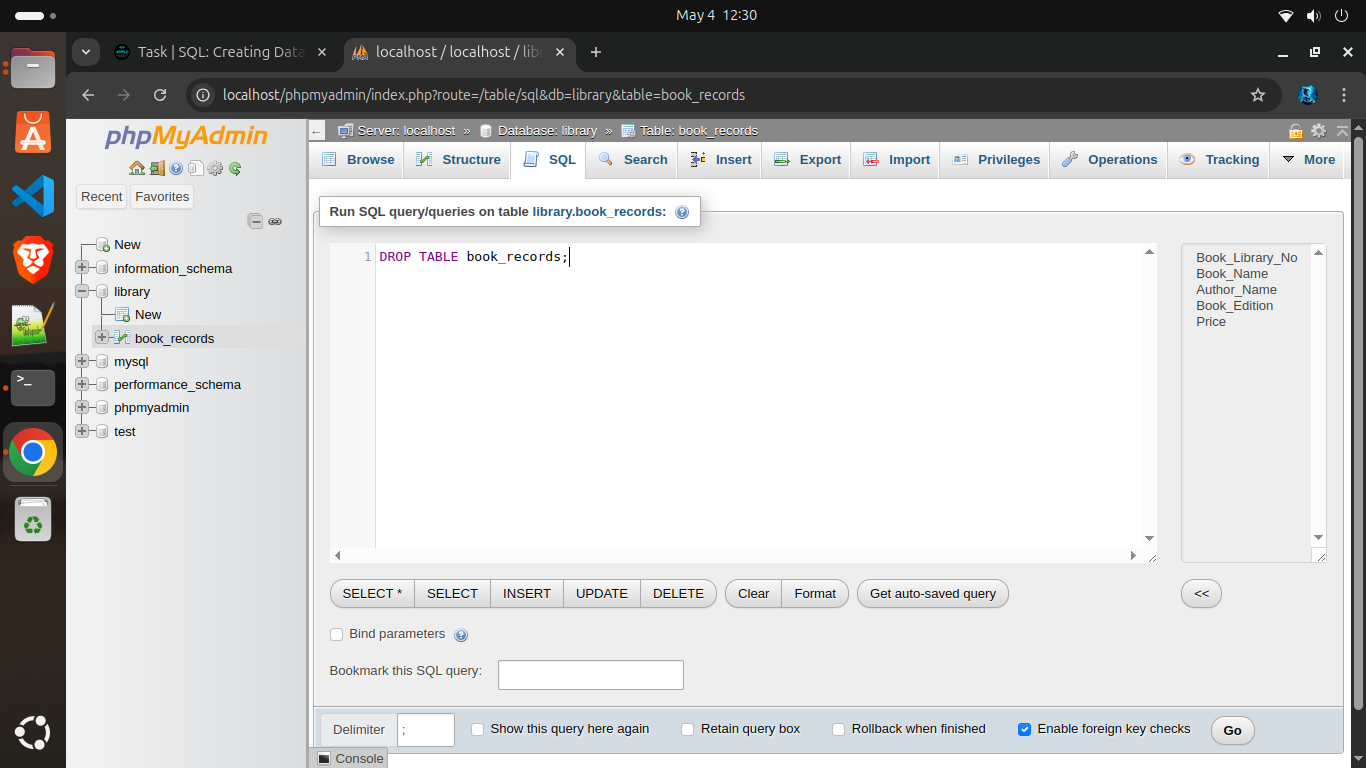 May 4 12:30
Task | SQL: Creating Data
localhost / localhost / libr
localhost/phpmyadmin/index.php?route=/table/sql&db=library&table=book_records
phpMyAdmin
Recent
Favorites
New
information_schema
library
New
book_records
mysql
performance_schema
phpmyadmin
test
Server: localhost » Database: library » Table: book_records
Browse Structure SQL Search Insert Export Import Privileges Operations Tracking More
Run SQL query/queries on table library.book_records:
1 DROP TABLE book_records;
Book_Library_No
Book_Name
Author_Name
Book_Edition
Price
SELECT * SELECT INSERT UPDATE DELETE Clear Format Get auto-saved query <<
Bind parameters
Bookmark this SQL query:
Delimiter ; Show this query here again Retain query box Rollback when finished Enable foreign key checks Go
Console